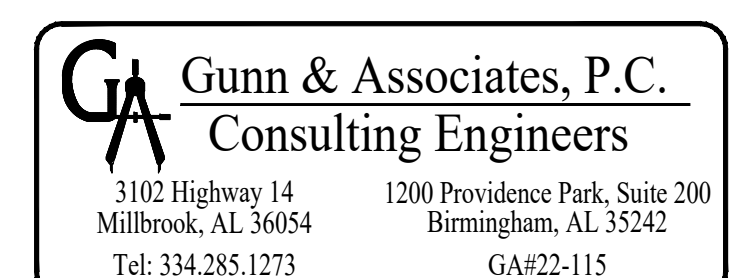 GA
Gunn & Associates, P.C.
Consulting Engineers
3102 Highway 14
Millbrook, AL 36054
Tel: 334.285.1273
1200 Providence Park, Suite 200
Birmingham, AL 35242
GA#22-115